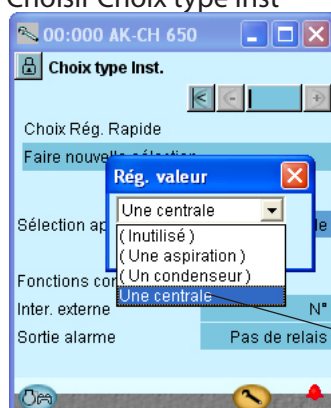 Choisir Choix type Inst
00:000 AK-CH 650
Choix type Inst.
Choix Rég. Rapide
Faire nouvelle sélection
Rég. valeur
Une centrale
Sélection ap
le
( Inutilisé )
( Une aspiration )
( Un condenseur )
Une centrale
Fonctions co
Inter. externe N°
Sortie alarme Pas de relais